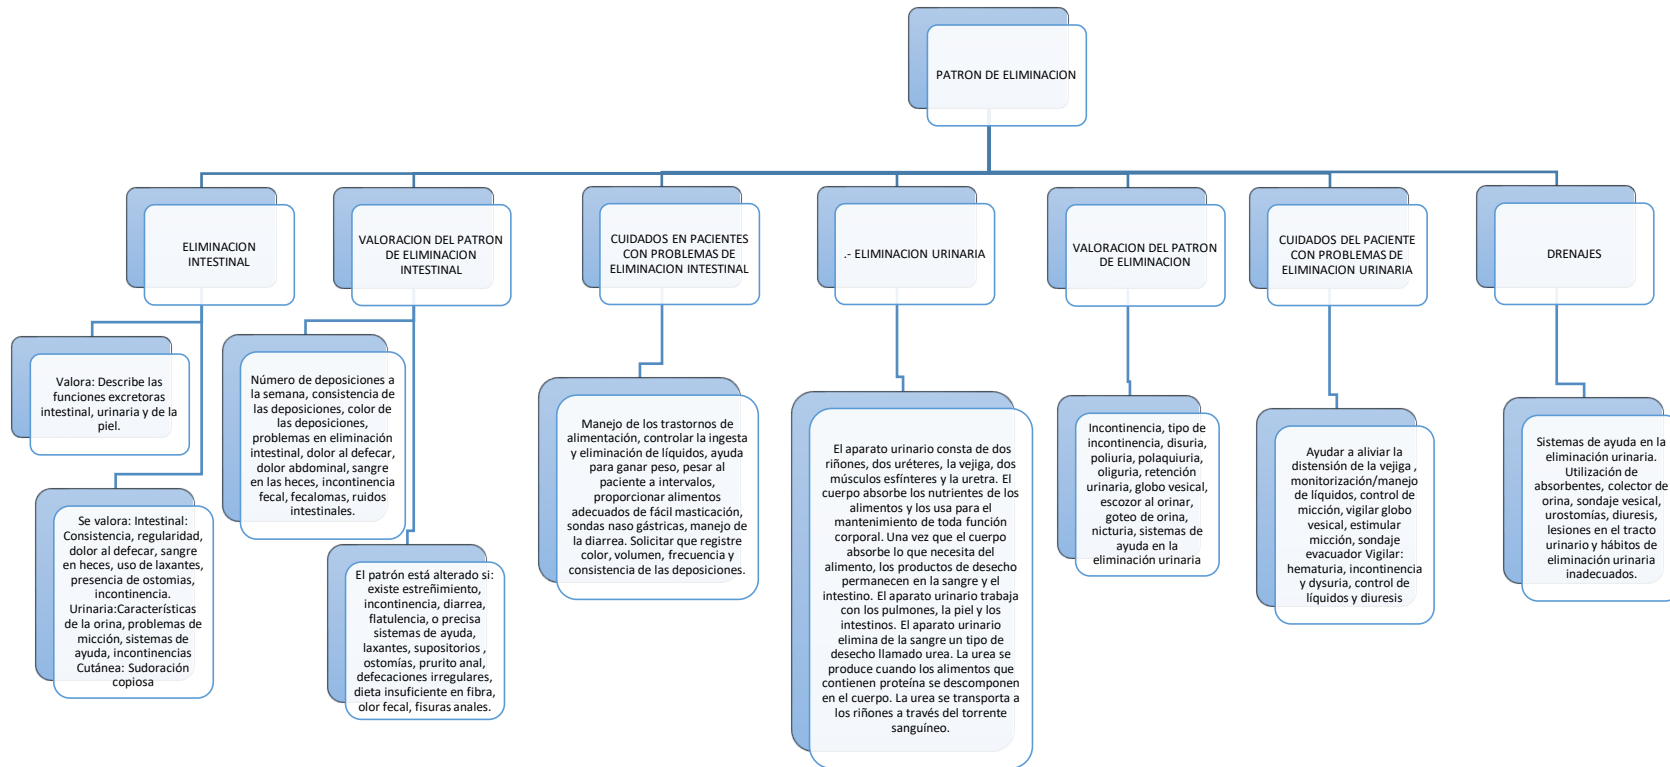 PATRON DE ELIMINACION
ELIMINACION
INTESTINAL
VALORACION DEL PATRON
DE ELIMINACION
INTESTINAL
CUIDADOS EN PACIENTES
CON PROBLEMAS DE
ELIMINACION INTESTINAL
.- ELIMINACION URINARIA
VALORACION DEL PATRON
DE ELIMINACION
CUIDADOS DEL PACIENTE
CON PROBLEMAS DE
ELIMINACION URINARIA
DRENAJES
Valora: Describe las
funciones excretoras
intestinal, urinaria y de la
piel.
Se valora: Intestinal:
Consistencia, regularidad,
dolor al defecar, sangre
en heces, uso de laxantes,
presencia de ostomias,
incontinencia.
Urinaria:Características
de la orina, problemas de
micción, sistemas de
ayuda, incontinencias
Cutánea: Sudoración
copiosa
Número de deposiciones a
la semana, consistencia de
las deposiciones, color de
las deposiciones,
problemas en eliminación
intestinal, dolor al defecar,
dolor abdominal, sangre
en las heces, incontinencia
fecal, fecalomas, ruidos
intestinales.
El patrón está alterado si:
existe estreñimiento,
incontinencia, diarrea,
flatulencia, o precisa
sistemas de ayuda,
laxantes, supositorios ,
ostomías, prurito anal,
defecaciones irregulares,
dieta insuficiente en fibra,
olor fecal, fisuras anales.
Manejo de los trastornos de
alimentación, controlar la ingesta
y eliminación de líquidos, ayuda
para ganar peso, pesar al
paciente a intervalos,
proporcionar alimentos
adecuados de fácil masticación,
sondas naso gástricas, manejo de
la diarrea. Solicitar que registre
color, volumen, frecuencia y
consistencia de las deposiciones.
El aparato urinario consta de dos
riñones, dos uréteres, la vejiga, dos
músculos esfínteres y la uretra. El
cuerpo absorbe los nutrientes de los
alimentos y los usa para el
mantenimiento de toda función
corporal. Una vez que el cuerpo
absorbe lo que necesita del
alimento, los productos de desecho
permanecen en la sangre y el
intestino. El aparato urinario trabaja
con los pulmones, la piel y los
intestinos. El aparato urinario
elimina de la sangre un tipo de
desecho llamado urea. La urea se
produce cuando los alimentos que
contienen proteína se descomponen
en el cuerpo. La urea se transporta a
los riñones a través del torrente
sanguíneo.
Incontinencia, tipo de
incontinencia, disuria,
poliuria, polaquiuria,
oliguria, retención
urinaria, globo vesical,
escozor al orinar,
goteo de orina,
nicturia, sistemas de
ayuda en la
eliminación urinaria
Ayudar a aliviar la
distensión de la vejiga ,
monitorización/manejo
de líquidos, control de
micción, vigilar globo
vesical, estimular
micción, sondaje
evacuador Vigilar:
hematuria, incontinencia
y dysuria, control de
líquidos y diuresis
Sistemas de ayuda en la
eliminación urinaria.
Utilización de
absorbentes, colector de
orina, sondaje vesical,
urostomías, diuresis,
lesiones en el tracto
urinario y hábitos de
eliminación urinaria
inadecuados.